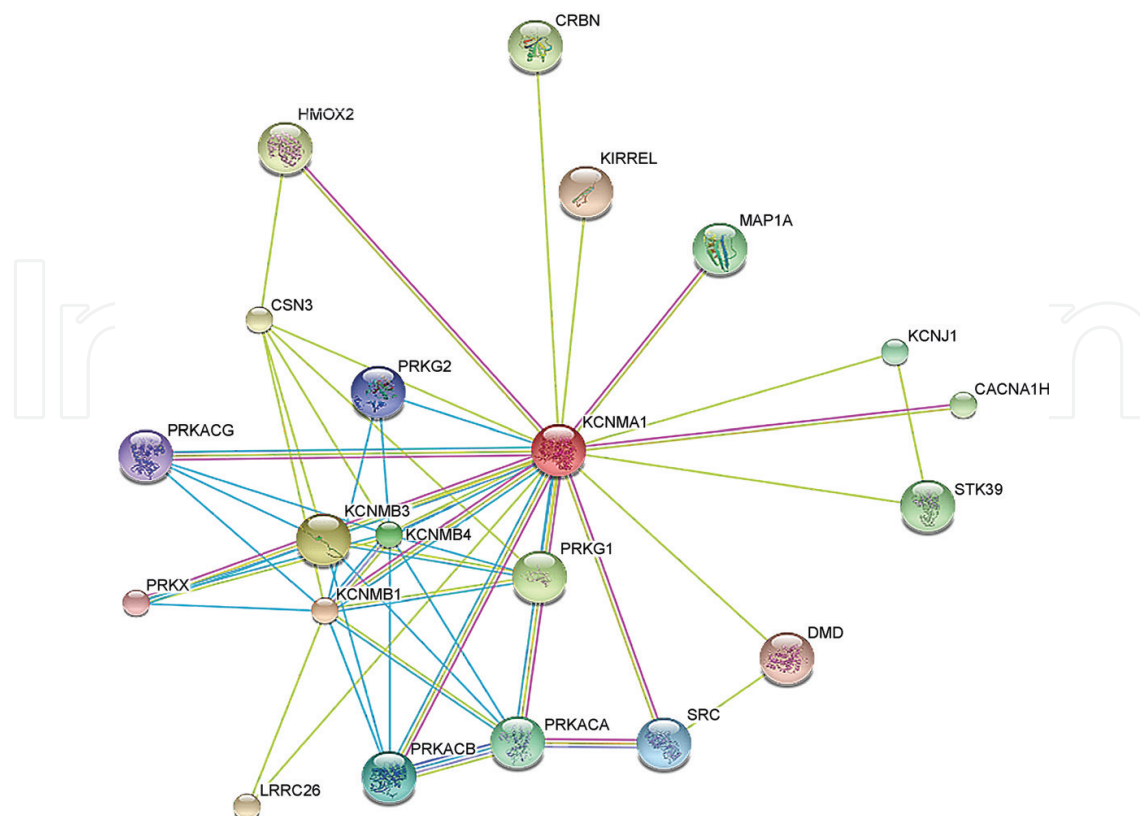 CRBN
HMOX2
KIRREL
MAP1A
CSN3
KCNJ1
PRKG2
CACNA1H
KCNMA1
PRKACG
STK39
KCNMB3
KCNMB4
PRKG1
PRKX
KCNMB1
DMD
SRC
PRKACA
PRKACB
LRRC26